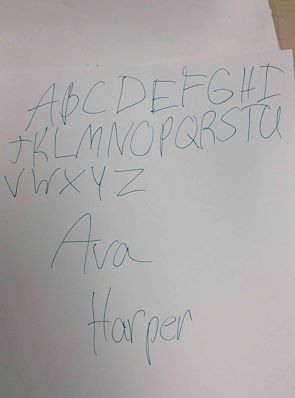 ABCDEFGHI
JKLMNOPQRSTU
VWXYZ
Ava
Harper